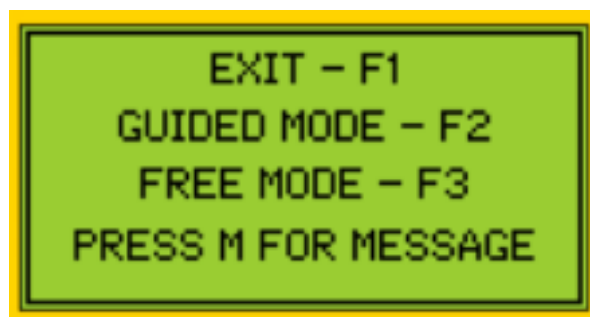 EXIT – F1
GUIDED MODE – F2
FREE MODE – F3
PRESS M FOR MESSAGE